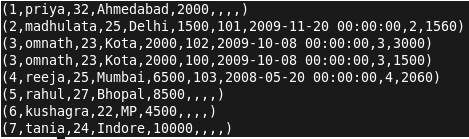 (1,priya,32,Ahmedabad,2000,,,,)
(2,madhulata,25,Delhi,1500,101,2009-11-20 00:00:00,2,1560)
(3,omnath,23,Kota,2000,102,2009-10-08 00:00:00,3,3000)
(3,omnath,23,Kota,2000,100,2009-10-08 00:00:00,3,1500)
(4,reeja,25,Mumbai,6500,103,2008-05-20 00:00:00,4,2060)
(5,rahul,27,Bhopal,8500,,,,)
(6,kushagra,22,MP,4500,,,,)
(7,tania,24,Indore,10000,,,,)